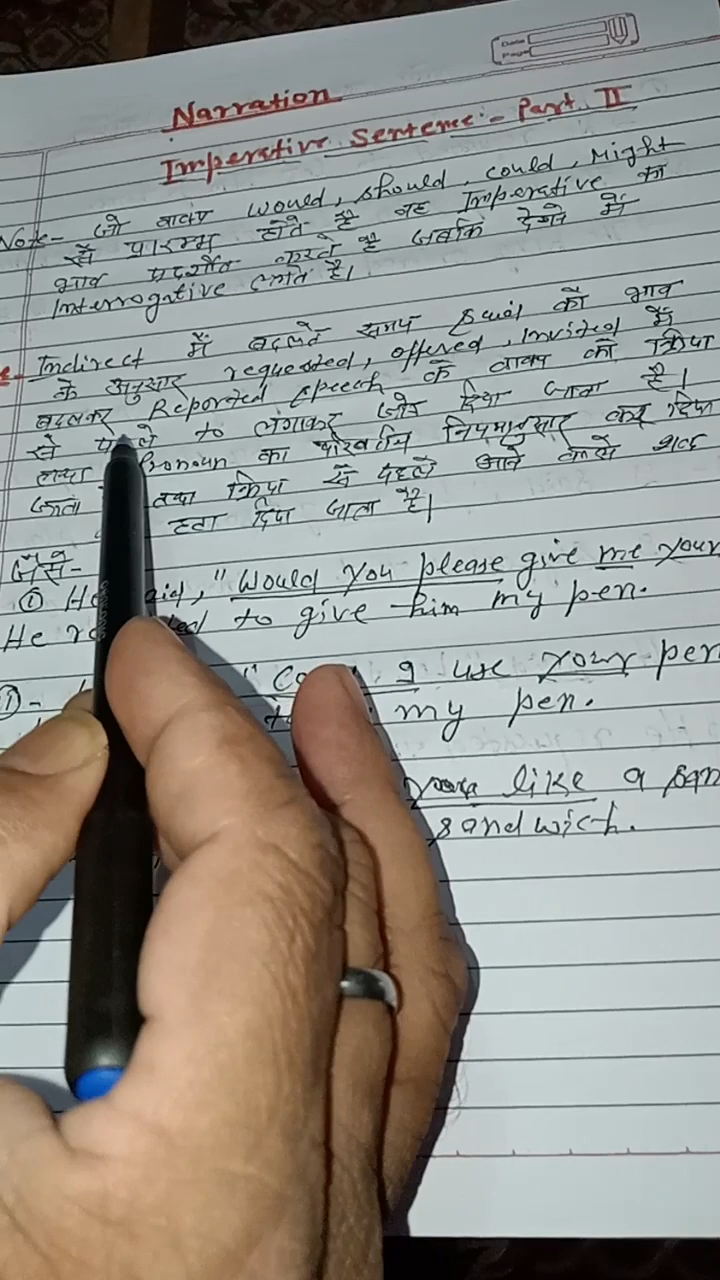 Date
Page
Narration
Imperative Sentence:- Part II
Note- जो वाक्य would, should, could, Might
से प्रारम्भ होते है वह Imperative का
भाव प्रदर्शित करते है जबकि देखने में
Interrogative लगते है।
Indirect में बदलते समय said को भाव
के अनुसार requested, offered, invited में
बदलकर Reported speech के वाक्य की क्रिया
से पहले to लगाकर जोड़ दिया जाता है।
तथा Pronoun का परिवर्तन नियमानुसार कर दिया
जाता तथा क्रिया से पहले आने वाले शब्द
हटा दिया जाता है।
जैसे-
① He said, "Would you please give me your
He to give him my pen.
" I use your pen
my pen.
like a san
sandwich.